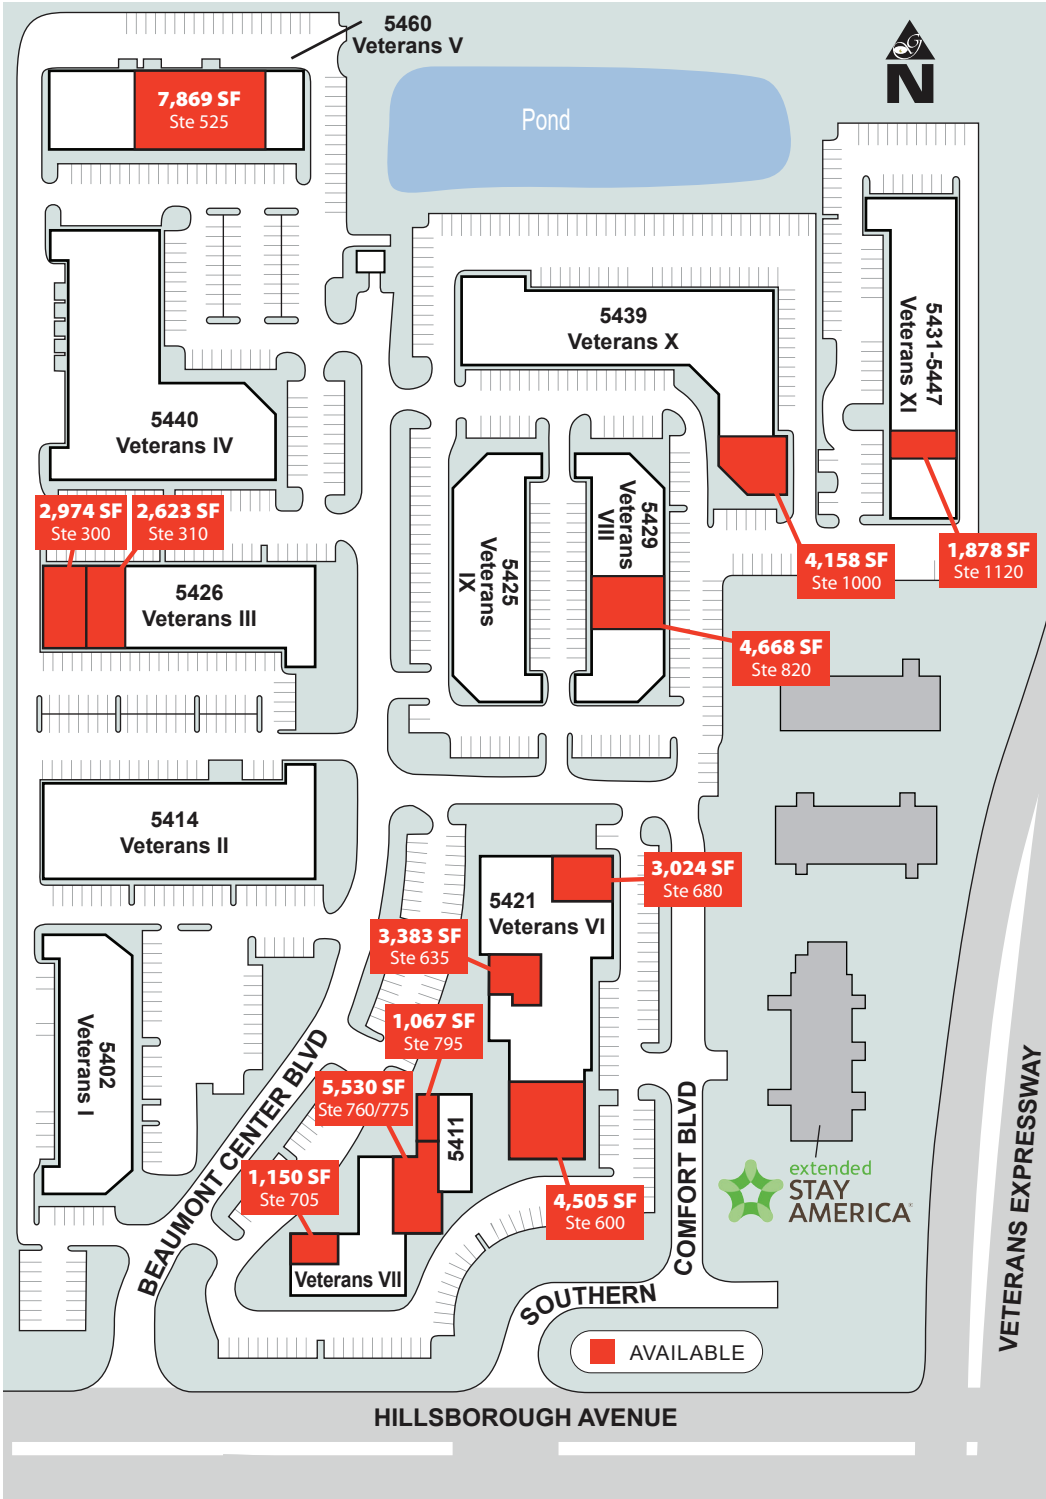 5460
Veterans V
N
7,869 SF
Ste 525
Pond
5439
Veterans X
5431-5447
Veterans XI
5440
Veterans IV
2,974 SF
Ste 300
2,623 SF
Ste 310
5429
Veterans
VIII
5425
Veterans
IX
4,158 SF
Ste 1000
1,878 SF
Ste 1120
5426
Veterans III
4,668 SF
Ste 820
5414
Veterans II
3,024 SF
Ste 680
5421
Veterans VI
3,383 SF
Ste 635
1,067 SF
Ste 795
5402
Veterans I
5,530 SF
Ste 760/775
5411
1,150 SF
Ste 705
4,505 SF
Ste 600
Veterans VII
BEAUMONT CENTER BLVD
COMFORT BLVD
SOUTHERN
extended
STAY
AMERICA
VETERANS EXPRESSWAY
AVAILABLE
HILLSBOROUGH AVENUE